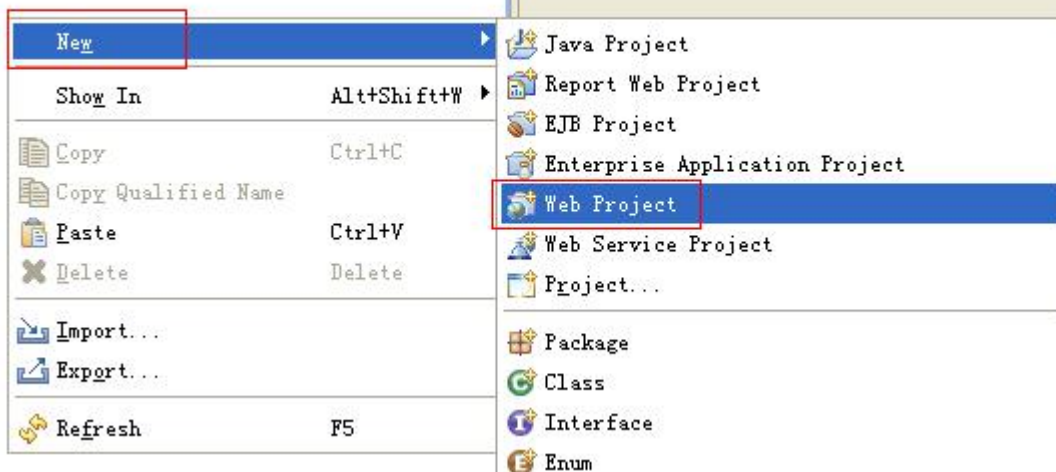 New
Show In Alt+Shift+W
Copy Ctrl+C
Copy Qualified Name
Paste Ctrl+V
Delete Delete
Import...
Export...
Refresh F5
Java Project
Report Web Project
EJB Project
Enterprise Application Project
Web Project
Web Service Project
Project...
Package
Class
Interface
Enum